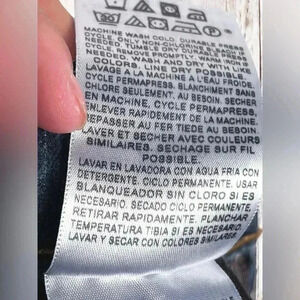 MACHINE WASH COLD, DURABLE PRESS
CYCLE. ONLY NON-CHLORINE BLEACH IF
NEEDED. TUMBLE DRY DURABLE PRESS
REMOVE PROMPTLY. WARM IRON IF
NEEDED. WASH AND DRY WITH LIKE
COLORS. LINE DRY POSSIBLE.
LAVAGE A LA MACHINE À L'EAU FROIDE,
CYCLE PERMAPRESS, BLANCHIMENT SANS
CHLORE SEULEMENT, AU BESOIN. SECHER
EN MACHINE, CYCLE PERMAPRESS,
ENLEVER RAPIDEMENT DE LA MACHINE.
REPASSER AU FER TIEDE AU BESOIN.
LAVER ET SECHER AVEC COULEURS
SIMILAIRES. SECHAGE SUR FIL
POSSIBLE.
LAVAR EN LAVADORA CON AGUA FRIA CON
DETERGENTE. CICLO PERMANENTE. USAR
BLANQUEADOR SIN CLORO SI ES
NECESARIO. SECADO CICLO PERMANENTE,
RETIRAR RAPIDAMENTE. PLANCHAR
TEMPERATURA TIBIA SI ES NECESARIO.
LAVAR Y SECAR CON COLORES SIMILARES.